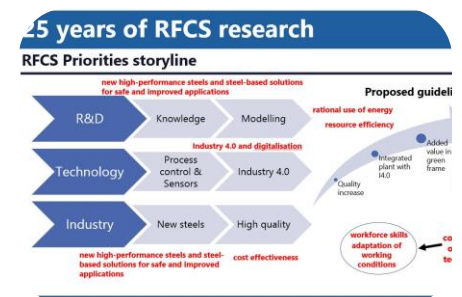 25 years of RFCS research
RFCS Priorities storyline
new high-performance steels and steel-based solutions
for safe and improved applications
Proposed
R&D
Knowledge
Modelling
rational use of energy
resource efficiency
Industry 4.0 and digitalisation
Technology
Process
control &
Sensors
Industry 4.0
Added
value in
green
frame
Integrated
plant with
I4.0
Quality
increase
Industry
New steels
High quality
workforce skills
adaptation of
working
conditions
new high-performance steels and steel-
based solutions for safe and improved
applications
cost effectiveness